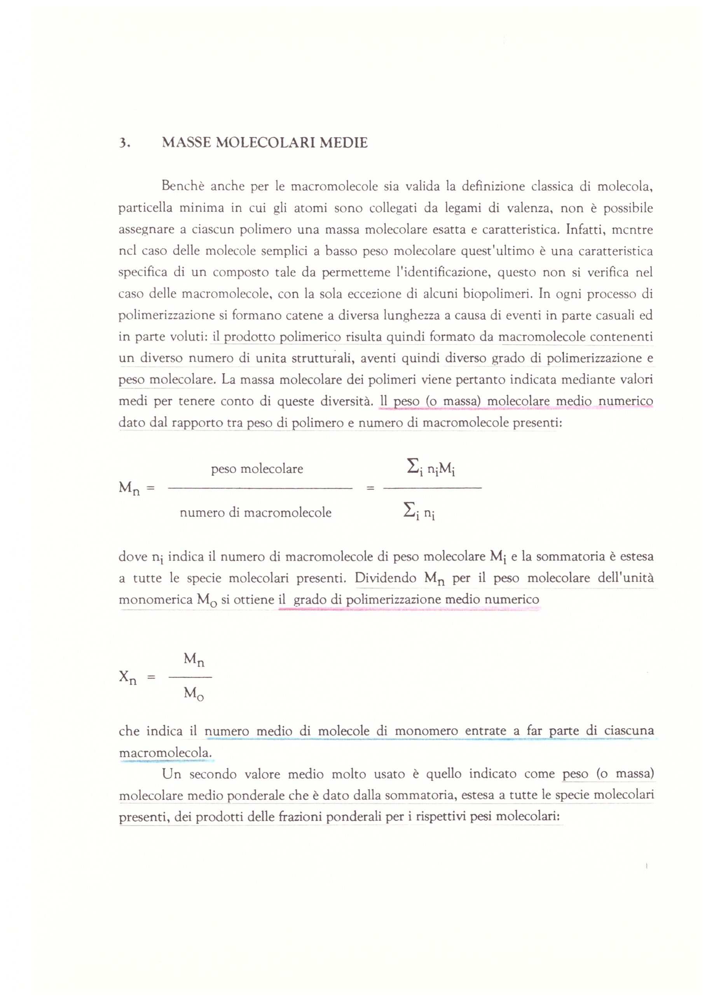 3. MASSE MOLECOLARI MEDIE
Benchè anche per le macromolecole sia valida la definizione classica di molecola,
particella minima in cui gli atomi sono collegati da legami di valenza, non è possibile
assegnare a ciascun polimero una massa molecolare esatta e caratteristica. Infatti, mcntre
ncl caso delle molecole semplici a basso peso molecolare quest'ultimo è una caratteristica
specifica di un composto tale da permetteme l'identificazione, questo non si verifica nel
caso delle macromolecole, con la sola eccezione di alcuni biopolimeri. In ogni processo di
polimerizzazione si formano catene a diversa lunghezza a causa di eventi in parte casuali ed
in parte voluti: il prodotto polimerico risulta quindi formato da macromolecole contenenti
un diverso numero di unita strutturali, aventi quindi diverso grado di polimerizzazione e
peso molecolare. La massa molecolare dei polimeri viene pertanto indicata mediante valori
medi per tenere conto di queste diversità. ll peso (o massa) molecolare medio numerico
dato dal rapporto tra peso di polimero e numero di macromolecole presenti:
peso molecolare Σi niMi
Mn = =
numero di macromolecole Σi ni
dove ni indica il numero di macromolecole di peso molecolare Mi e la sommatoria è estesa
a tutte le specie molecolari presenti. Dividendo Mn per il peso molecolare dell'unità
monomerica Mo si ottiene il grado di polimerizzazione medio numerico
Mn
Xn =
Mo
che indica il numero medio di molecole di monomero entrate a far parte di ciascuna
macromolecola.
Un secondo valore medio molto usato è quello indicato come peso (o massa)
molecolare medio ponderale che è dato dalla sommatoria, estesa a tutte le specie molecolari
presenti, dei prodotti delle frazioni ponderali per i rispettivi pesi molecolari: